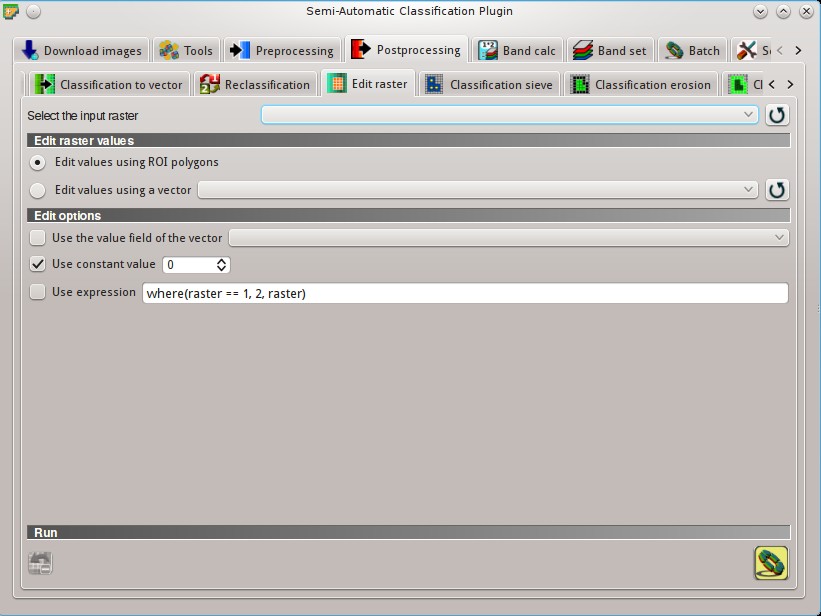 Semi-Automatic Classification Plugin
Download images Tools Preprocessing Postprocessing Band calc Band set Batch S
Classification to vector Reclassification Edit raster Classification sieve Classification erosion Cl
Select the input raster
Edit raster values
Edit values using ROI polygons
Edit values using a vector
Edit options
Use the value field of the vector
Use constant value 0
Use expression where(raster == 1, 2, raster)
Run